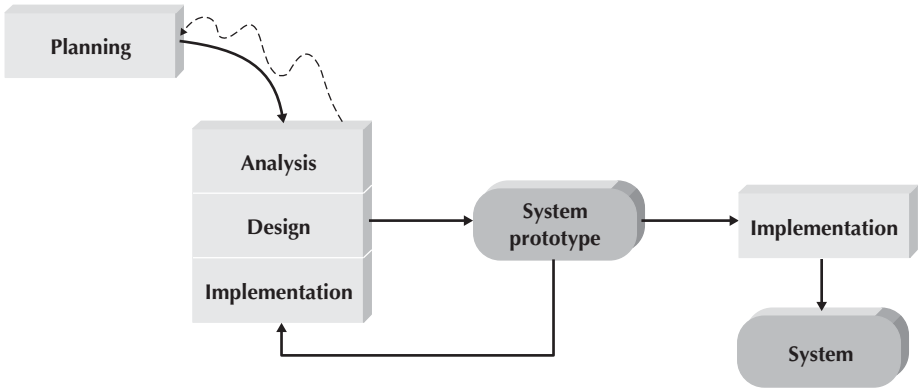 Planning
Analysis
Design
Implementation
System
prototype
Implementation
System